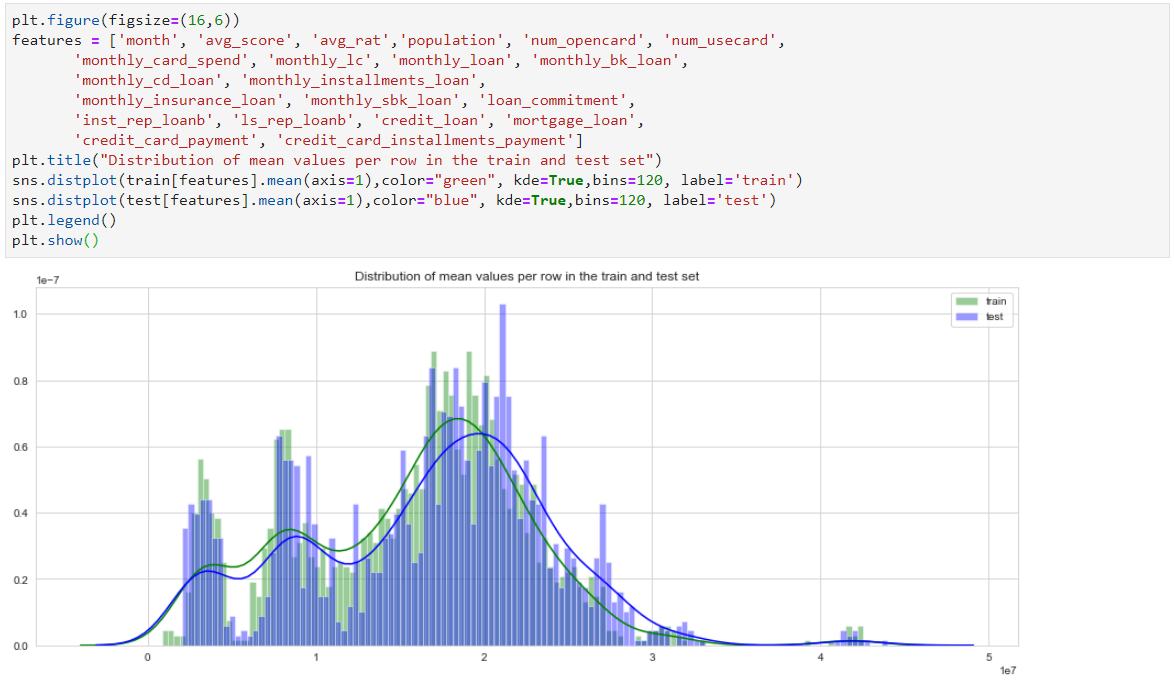 plt.figure(figsize=(16,6))
features = ['month', 'avg_score', 'avg_rat','population', 'num_opencard', 'num_usecard',
'monthly_card_spend', 'monthly_lc', 'monthly_loan', 'monthly_bk_loan',
'monthly_cd_loan', 'monthly_installments_loan',
'monthly_insurance_loan', 'monthly_sbk_loan', 'loan_commitment',
'inst_rep_loanb', 'ls_rep_loanb', 'credit_loan', 'mortgage_loan',
'credit_card_payment', 'credit_card_installments_payment']
plt.title("Distribution of mean values per row in the train and test set")
sns.distplot(train[features].mean(axis=1),color="green", kde=True,bins=120, label='train')
sns.distplot(test[features].mean(axis=1),color="blue", kde=True,bins=120, label='test')
plt.legend()
plt.show()
Distribution of mean values per row in the train and test set
1e−7
train
test
1.0
0.8
0.6
0.4
0.2
0.0
0 1 2 3 4 5
1e7